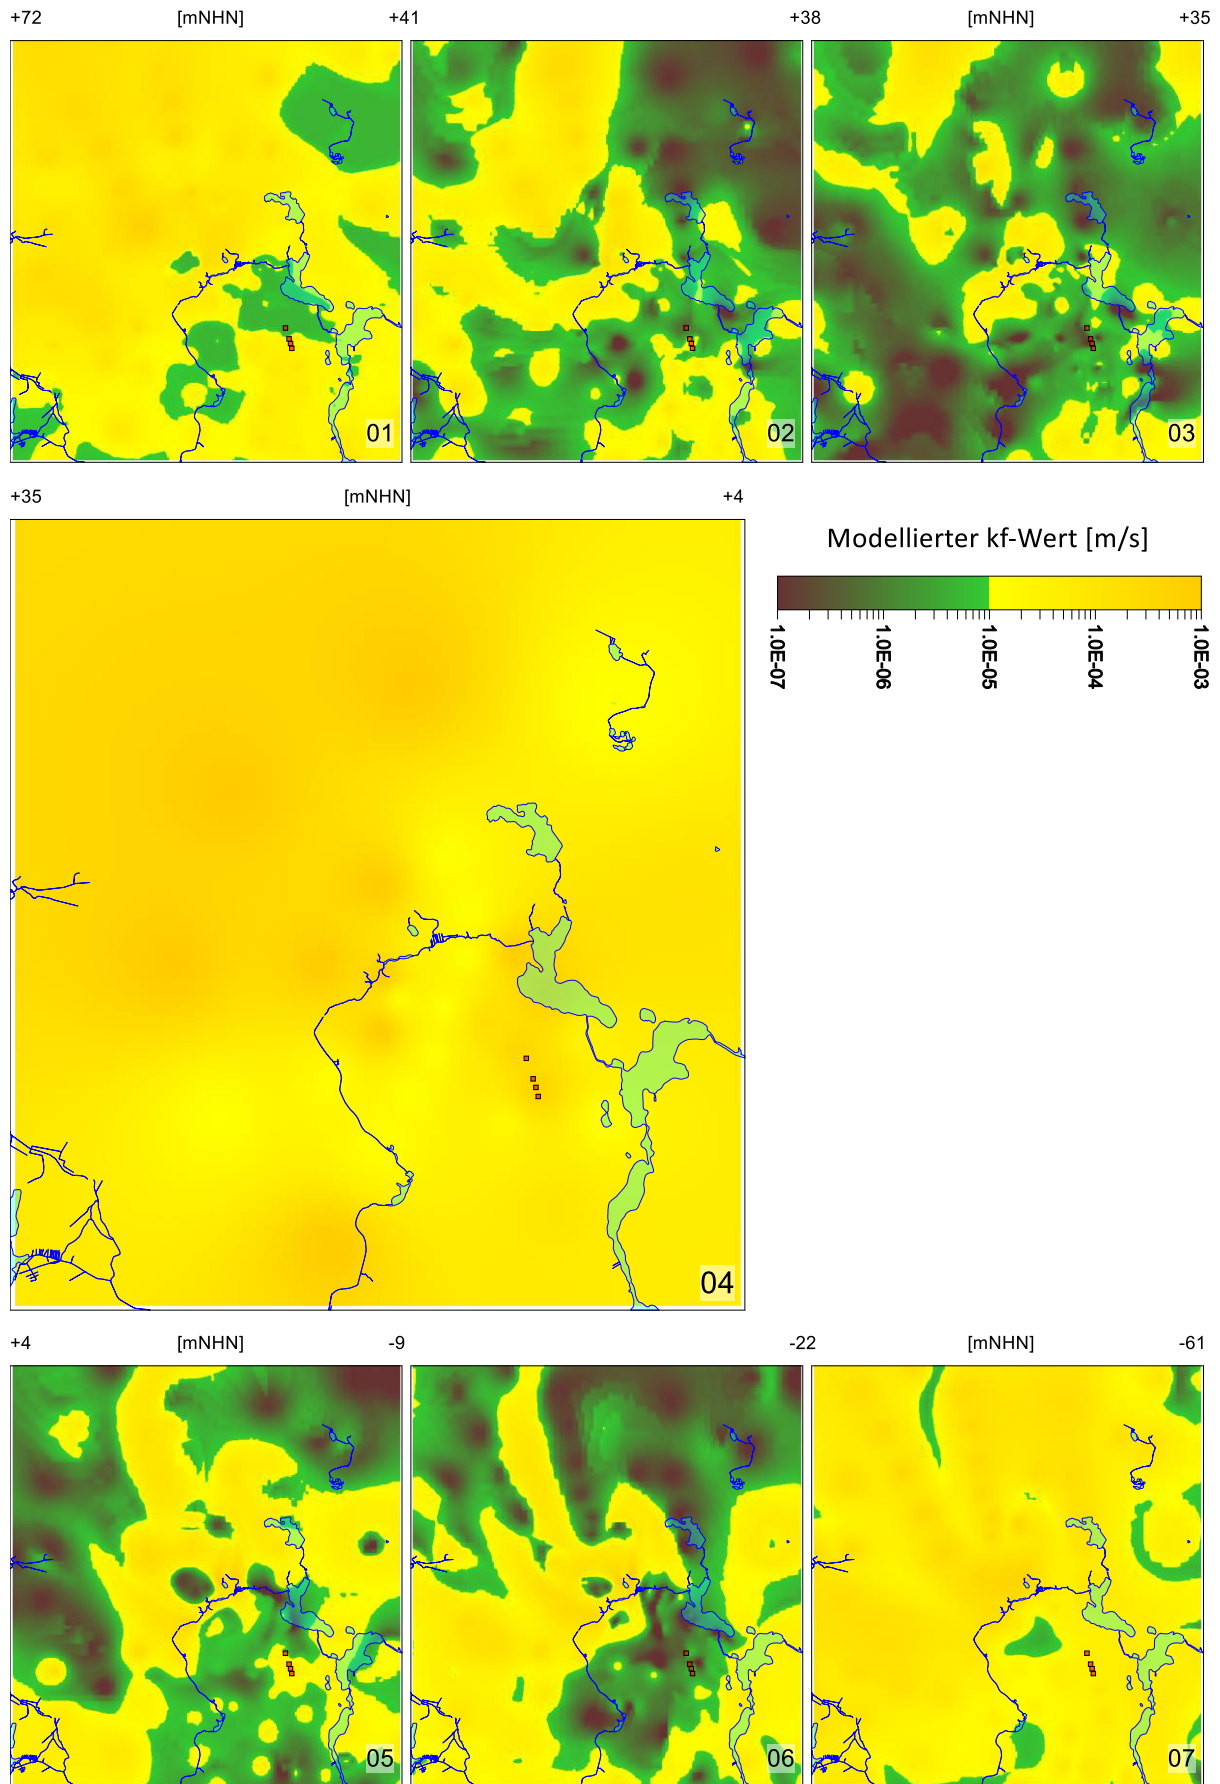 +72 [mNHN] +41 +38 [mNHN] +35
01 02 03
+35 [mNHN] +4
Modellierter kf-Wert [m/s]
1.0E-07 1.0E-06 1.0E-05 1.0E-04 1.0E-03
04
+4 [mNHN] -9 -22 [mNHN] -61
05 06 07